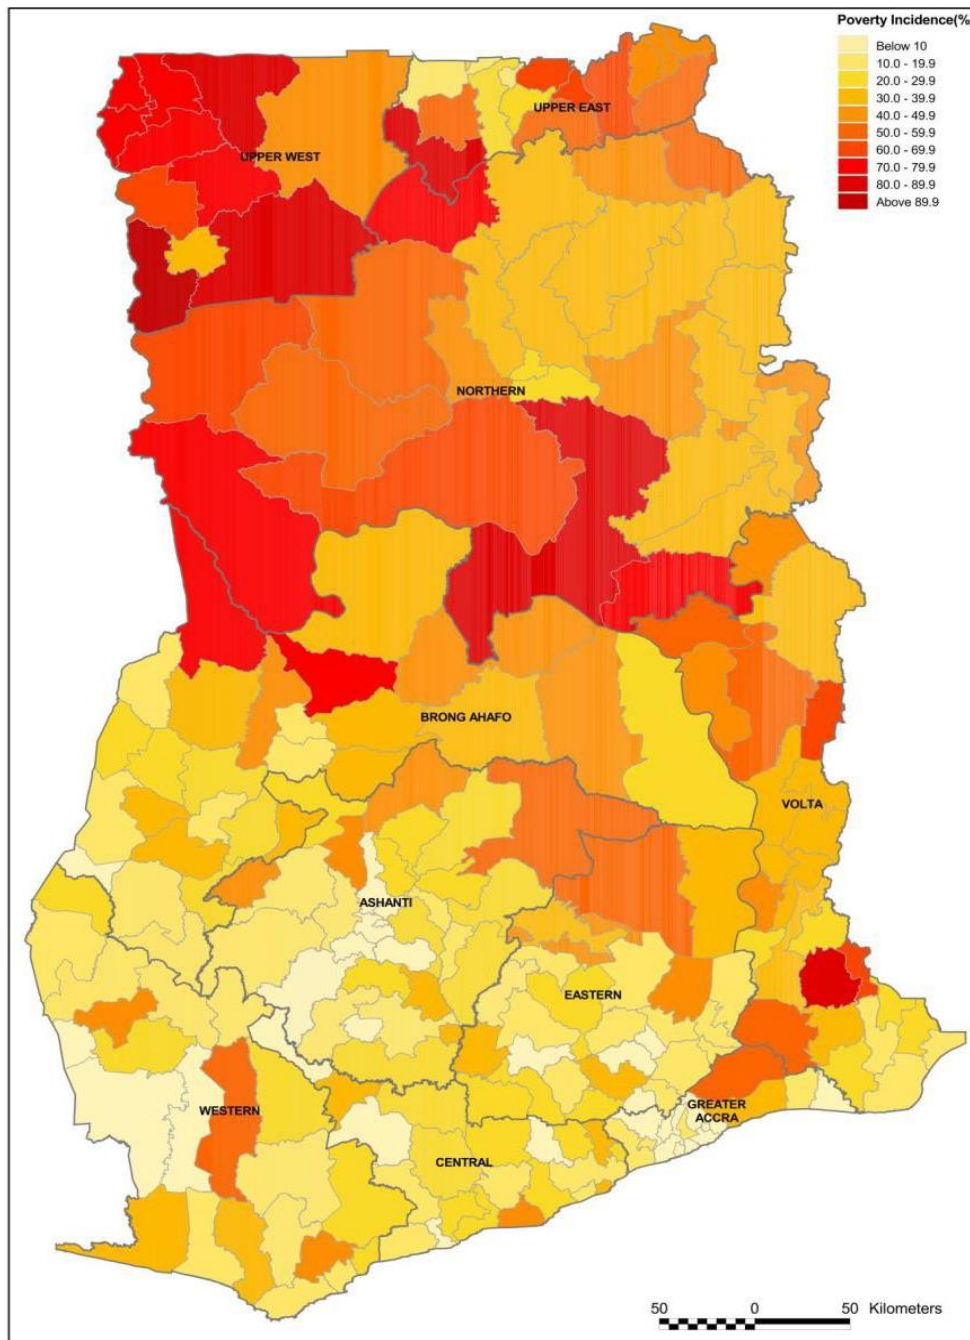 Poverty Incidence(%
Below 10
10.0 - 19.9
20.0 - 29.9
30.0 - 39.9
40.0 - 49.9
50.0 - 59.9
60.0 - 69.9
70.0 - 79.9
80.0 - 89.9
Above 89.9
UPPER EAST
UPPER WEST
NORTHERN
BRONG AHAFO
VOLTA
ASHANTI
EASTERN
WESTERN
GREATER
ACCRA
CENTRAL
50 0 50 Kilometers